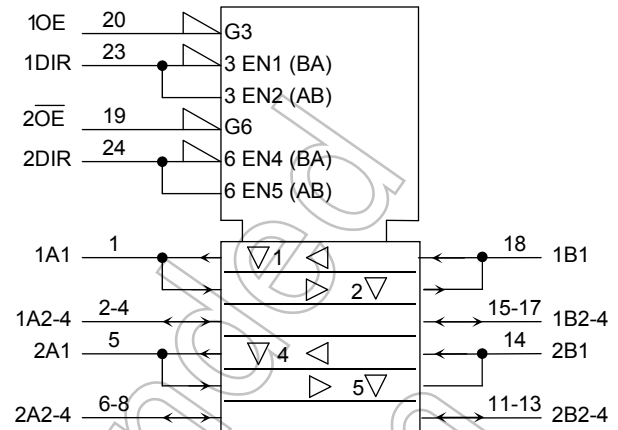 1OE 20 G3
1DIR 23 3 EN1 (BA)
3 EN2 (AB)
2O̅E̅ 19 G6
2DIR 24 6 EN4 (BA)
6 EN5 (AB)
1A1 1 ▽1 ◁ 18 1B1
▷ 2▽
1A2-4 2-4 15-17 1B2-4
2A1 5 ▽4 ◁ 14 2B1
▷ 5▽
2A2-4 6-8 11-13 2B2-4